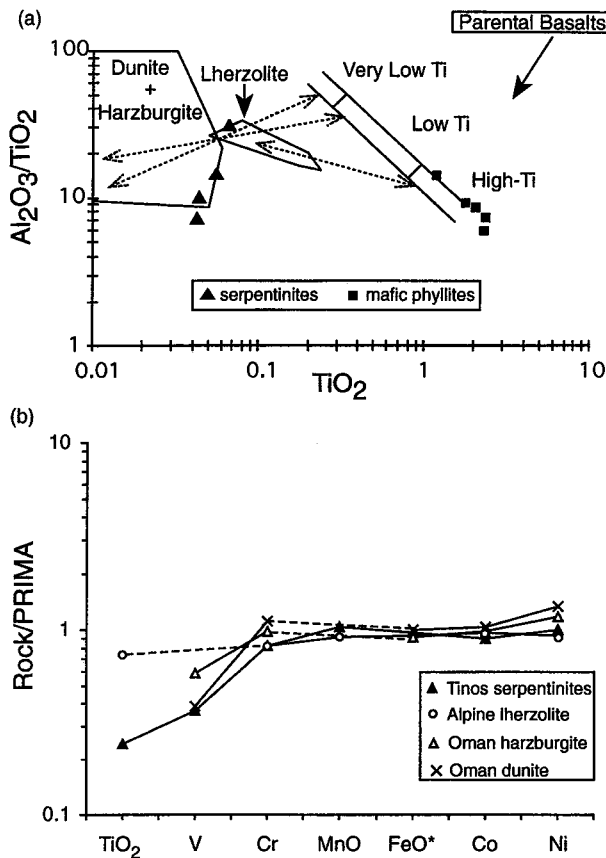 (a)
Parental Basalts
100
Dunite
+
Harzburgite
Lherzolite
Very Low Ti
Low Ti
High-Ti
10
Al₂O₃/TiO₂
▲ serpentinites ■ mafic phyllites
1
0.01 0.1 1 10
TiO₂
(b)
10
Rock/PRIMA
1
▲ Tinos serpentinites
○ Alpine lherzolite
△ Oman harzburgite
× Oman dunite
0.1
TiO₂ V Cr MnO FeO* Co Ni